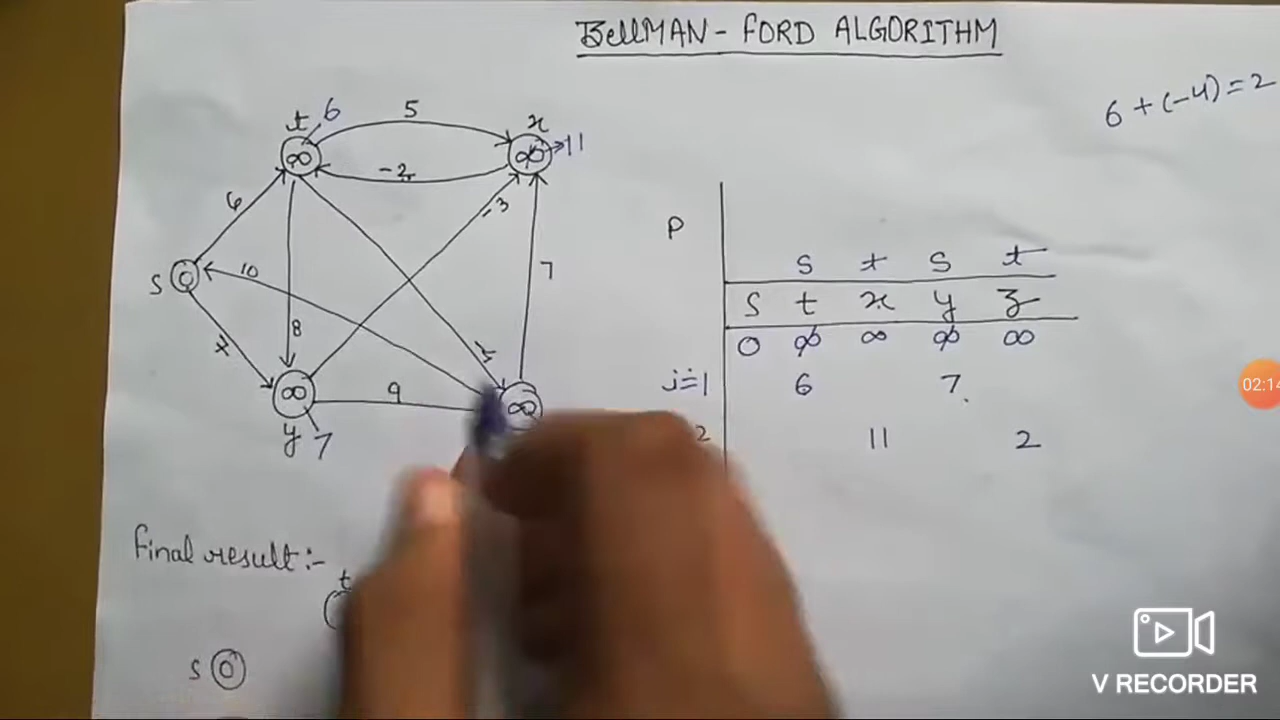 BellMAN - FORD ALGORITHM
6 + (-4) = 2
t 6 5 x
∞ ∞ 11
-2
6 -3
P
s t s t
S 0 10 7
s t x y z
0 ∞ ∞ ∞ ∞
8
7
i=1 6 7
∞ 9 ∞
y 7
2 11 2
final result :-
t
S 0
02:14
V RECORDER